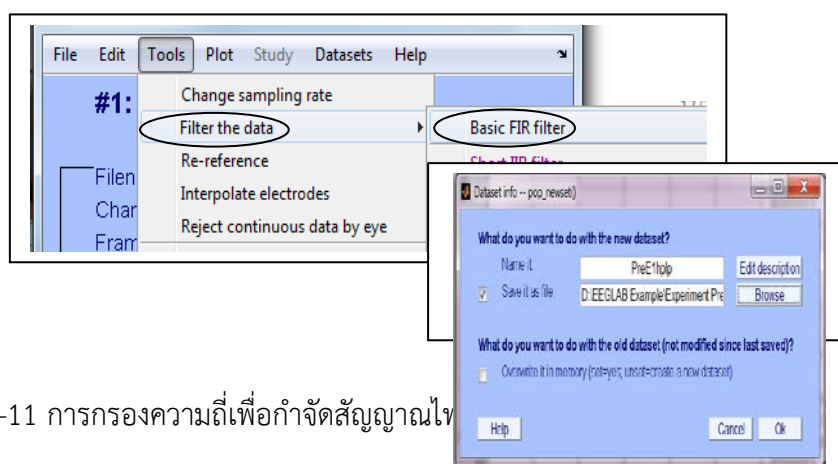 File Edit Tools Plot Study Datasets Help
#1:
Change sampling rate
Filter the data
Basic FIR filter
Re-reference
Filen
Interpolate electrodes
Chan
Reject continuous data by eye
Fram
Dataset info -- pop_newset()
What do you want to do with the new dataset?
Name it: PreE1hplp Edit description
Save it as file: D:\EEGLAB Example\Experiment Pre Browse
What do you want to do with the old dataset (not modified since last saved)?
Overwrite it in memory (set=yes; unset=create a new dataset)
Help Cancel Ok
-11 การกรองความถี่เพื่อกำจัดสัญญาณไฟ